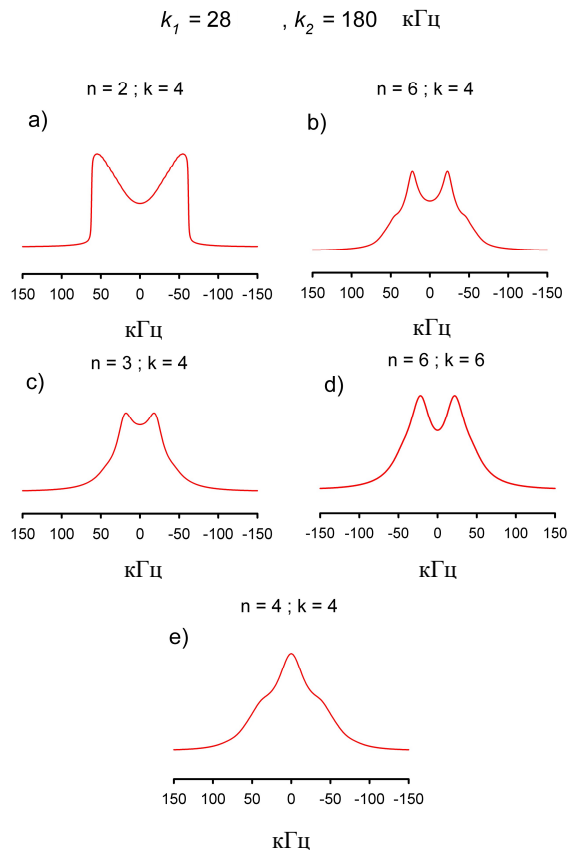 k1 = 28 , k2 = 180 кГц
n = 2 ; k = 4
a)
150 100 50 0 -50 -100 -150
кГц
n = 6 ; k = 4
b)
150 100 50 0 -50 -100 -150
кГц
n = 3 ; k = 4
c)
150 100 50 0 -50 -100 -150
кГц
n = 6 ; k = 6
d)
-150 -100 -50 0 50 100 150
кГц
n = 4 ; k = 4
e)
150 100 50 0 -50 -100 -150
кГц